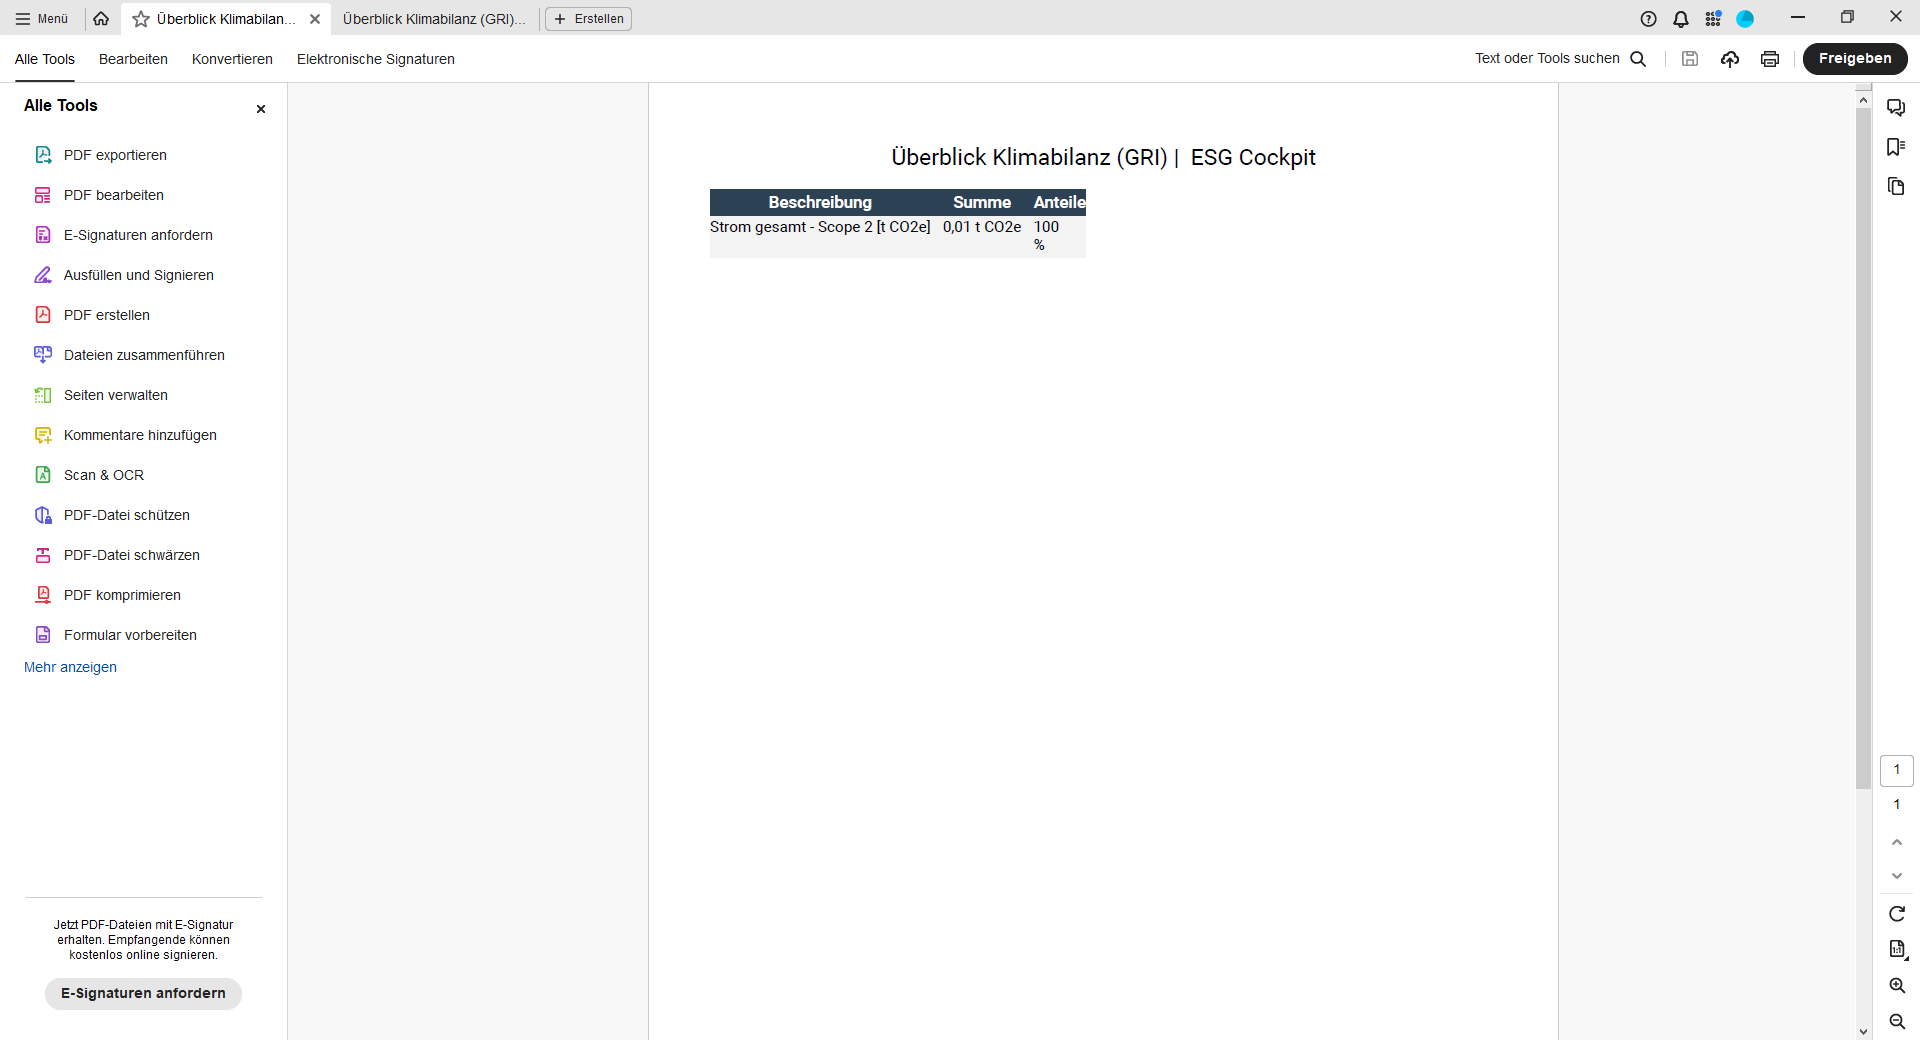 Menü
Überblick Klimabilan...
Überblick Klimabilanz (GRI)...
Erstellen
Alle Tools
Bearbeiten
Konvertieren
Elektronische Signaturen
Text oder Tools suchen
Freigeben
Alle Tools
PDF exportieren
PDF bearbeiten
E-Signaturen anfordern
Ausfüllen und Signieren
PDF erstellen
Dateien zusammenführen
Seiten verwalten
Kommentare hinzufügen
Scan & OCR
PDF-Datei schützen
PDF-Datei schwärzen
PDF komprimieren
Formular vorbereiten
Mehr anzeigen
Jetzt PDF-Dateien mit E-Signatur
erhalten. Empfangende können
kostenlos online signieren.
E-Signaturen anfordern
Überblick Klimabilanz (GRI) | ESG Cockpit
Beschreibung Summe Anteile
Strom gesamt - Scope 2 [t CO2e] 0,01 t CO2e 100
%
1
1
1:1